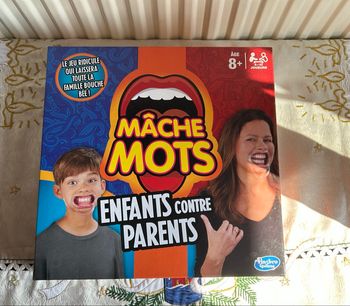 LE JEU RIDICULE
QUI LAISSERA
TOUTE LA
FAMILLE BOUCHE
BÉE !
ÂGE
8+
JOUEURS
MÂCHE
MOTS
ENFANTS CONTRE
PARENTS
Hasbro
Gaming